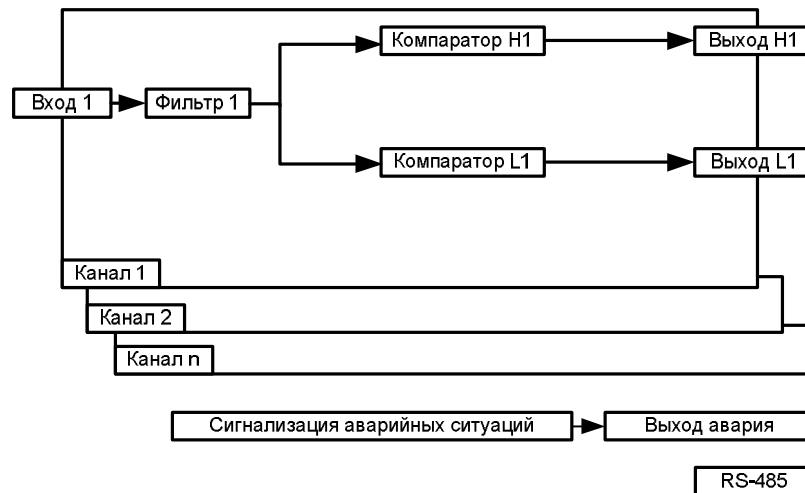 Компаратор H1
Выход H1
Вход 1
Фильтр 1
Компаратор L1
Выход L1
Канал 1
Канал 2
Канал n
Сигнализация аварийных ситуаций
Выход авария
RS-485